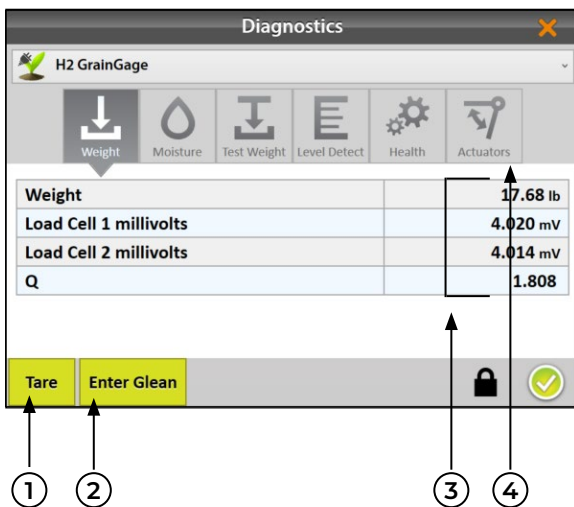 Diagnostics
H2 GrainGage
Weight Moisture Test Weight Level Detect Health Actuators
Weight 17.68 lb
Load Cell 1 millivolts 4.020 mV
Load Cell 2 millivolts 4.014 mV
Q 1.808
Tare Enter Glean
1 2 3 4